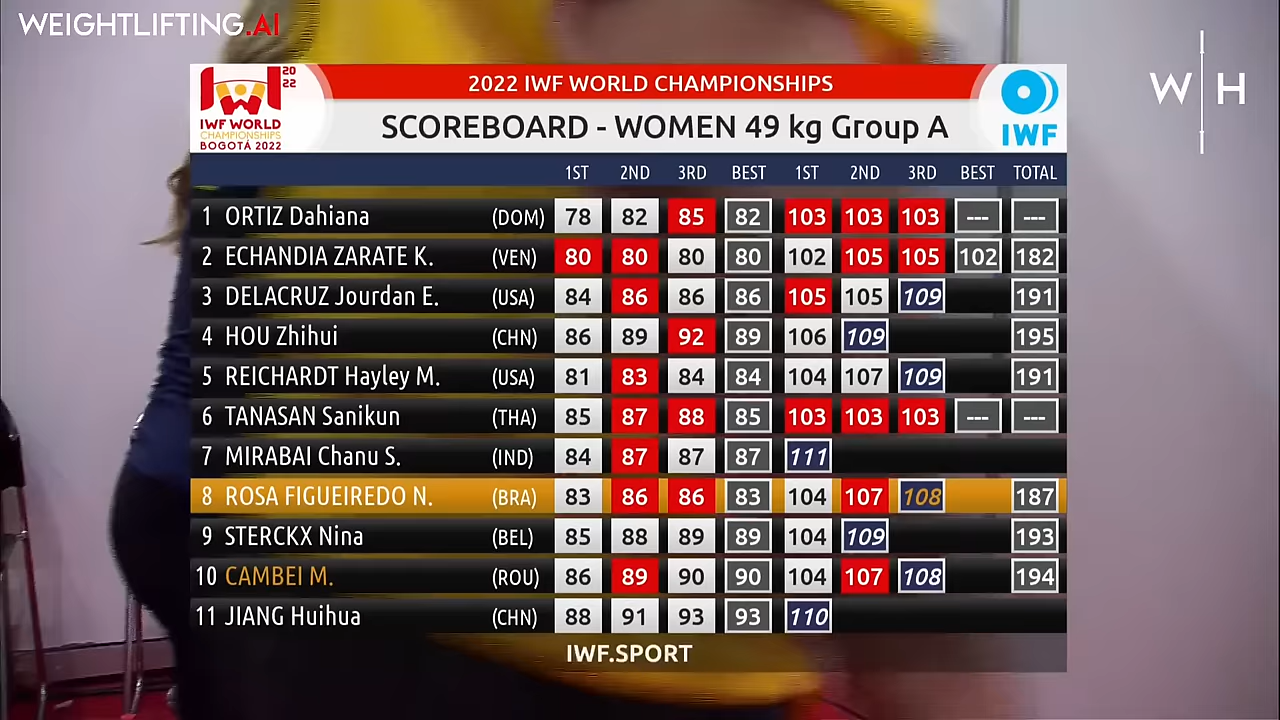 WEIGHTLIFTING.AI
W H
20
22
IWF WORLD
CHAMPIONSHIPS
BOGOTÁ 2022
2022 IWF WORLD CHAMPIONSHIPS
SCOREBOARD - WOMEN 49 kg Group A
IWF
1ST 2ND 3RD BEST 1ST 2ND 3RD BEST TOTAL
1 ORTIZ Dahiana (DOM) 78 82 85 82 103 103 103 --- ---
2 ECHANDIA ZARATE K. (VEN) 80 80 80 80 102 105 105 102 182
3 DELACRUZ Jourdan E. (USA) 84 86 86 86 105 105 109 191
4 HOU Zhihui (CHN) 86 89 92 89 106 109 195
5 REICHARDT Hayley M. (USA) 81 83 84 84 104 107 109 191
6 TANASAN Sanikun (THA) 85 87 88 85 103 103 103 --- ---
7 MIRABAI Chanu S. (IND) 84 87 87 87 111
8 ROSA FIGUEIREDO N. (BRA) 83 86 86 83 104 107 108 187
9 STERCKX Nina (BEL) 85 88 89 89 104 109 193
10 CAMBEI M. (ROU) 86 89 90 90 104 107 108 194
11 JIANG Huihua (CHN) 88 91 93 93 110
IWF.SPORT